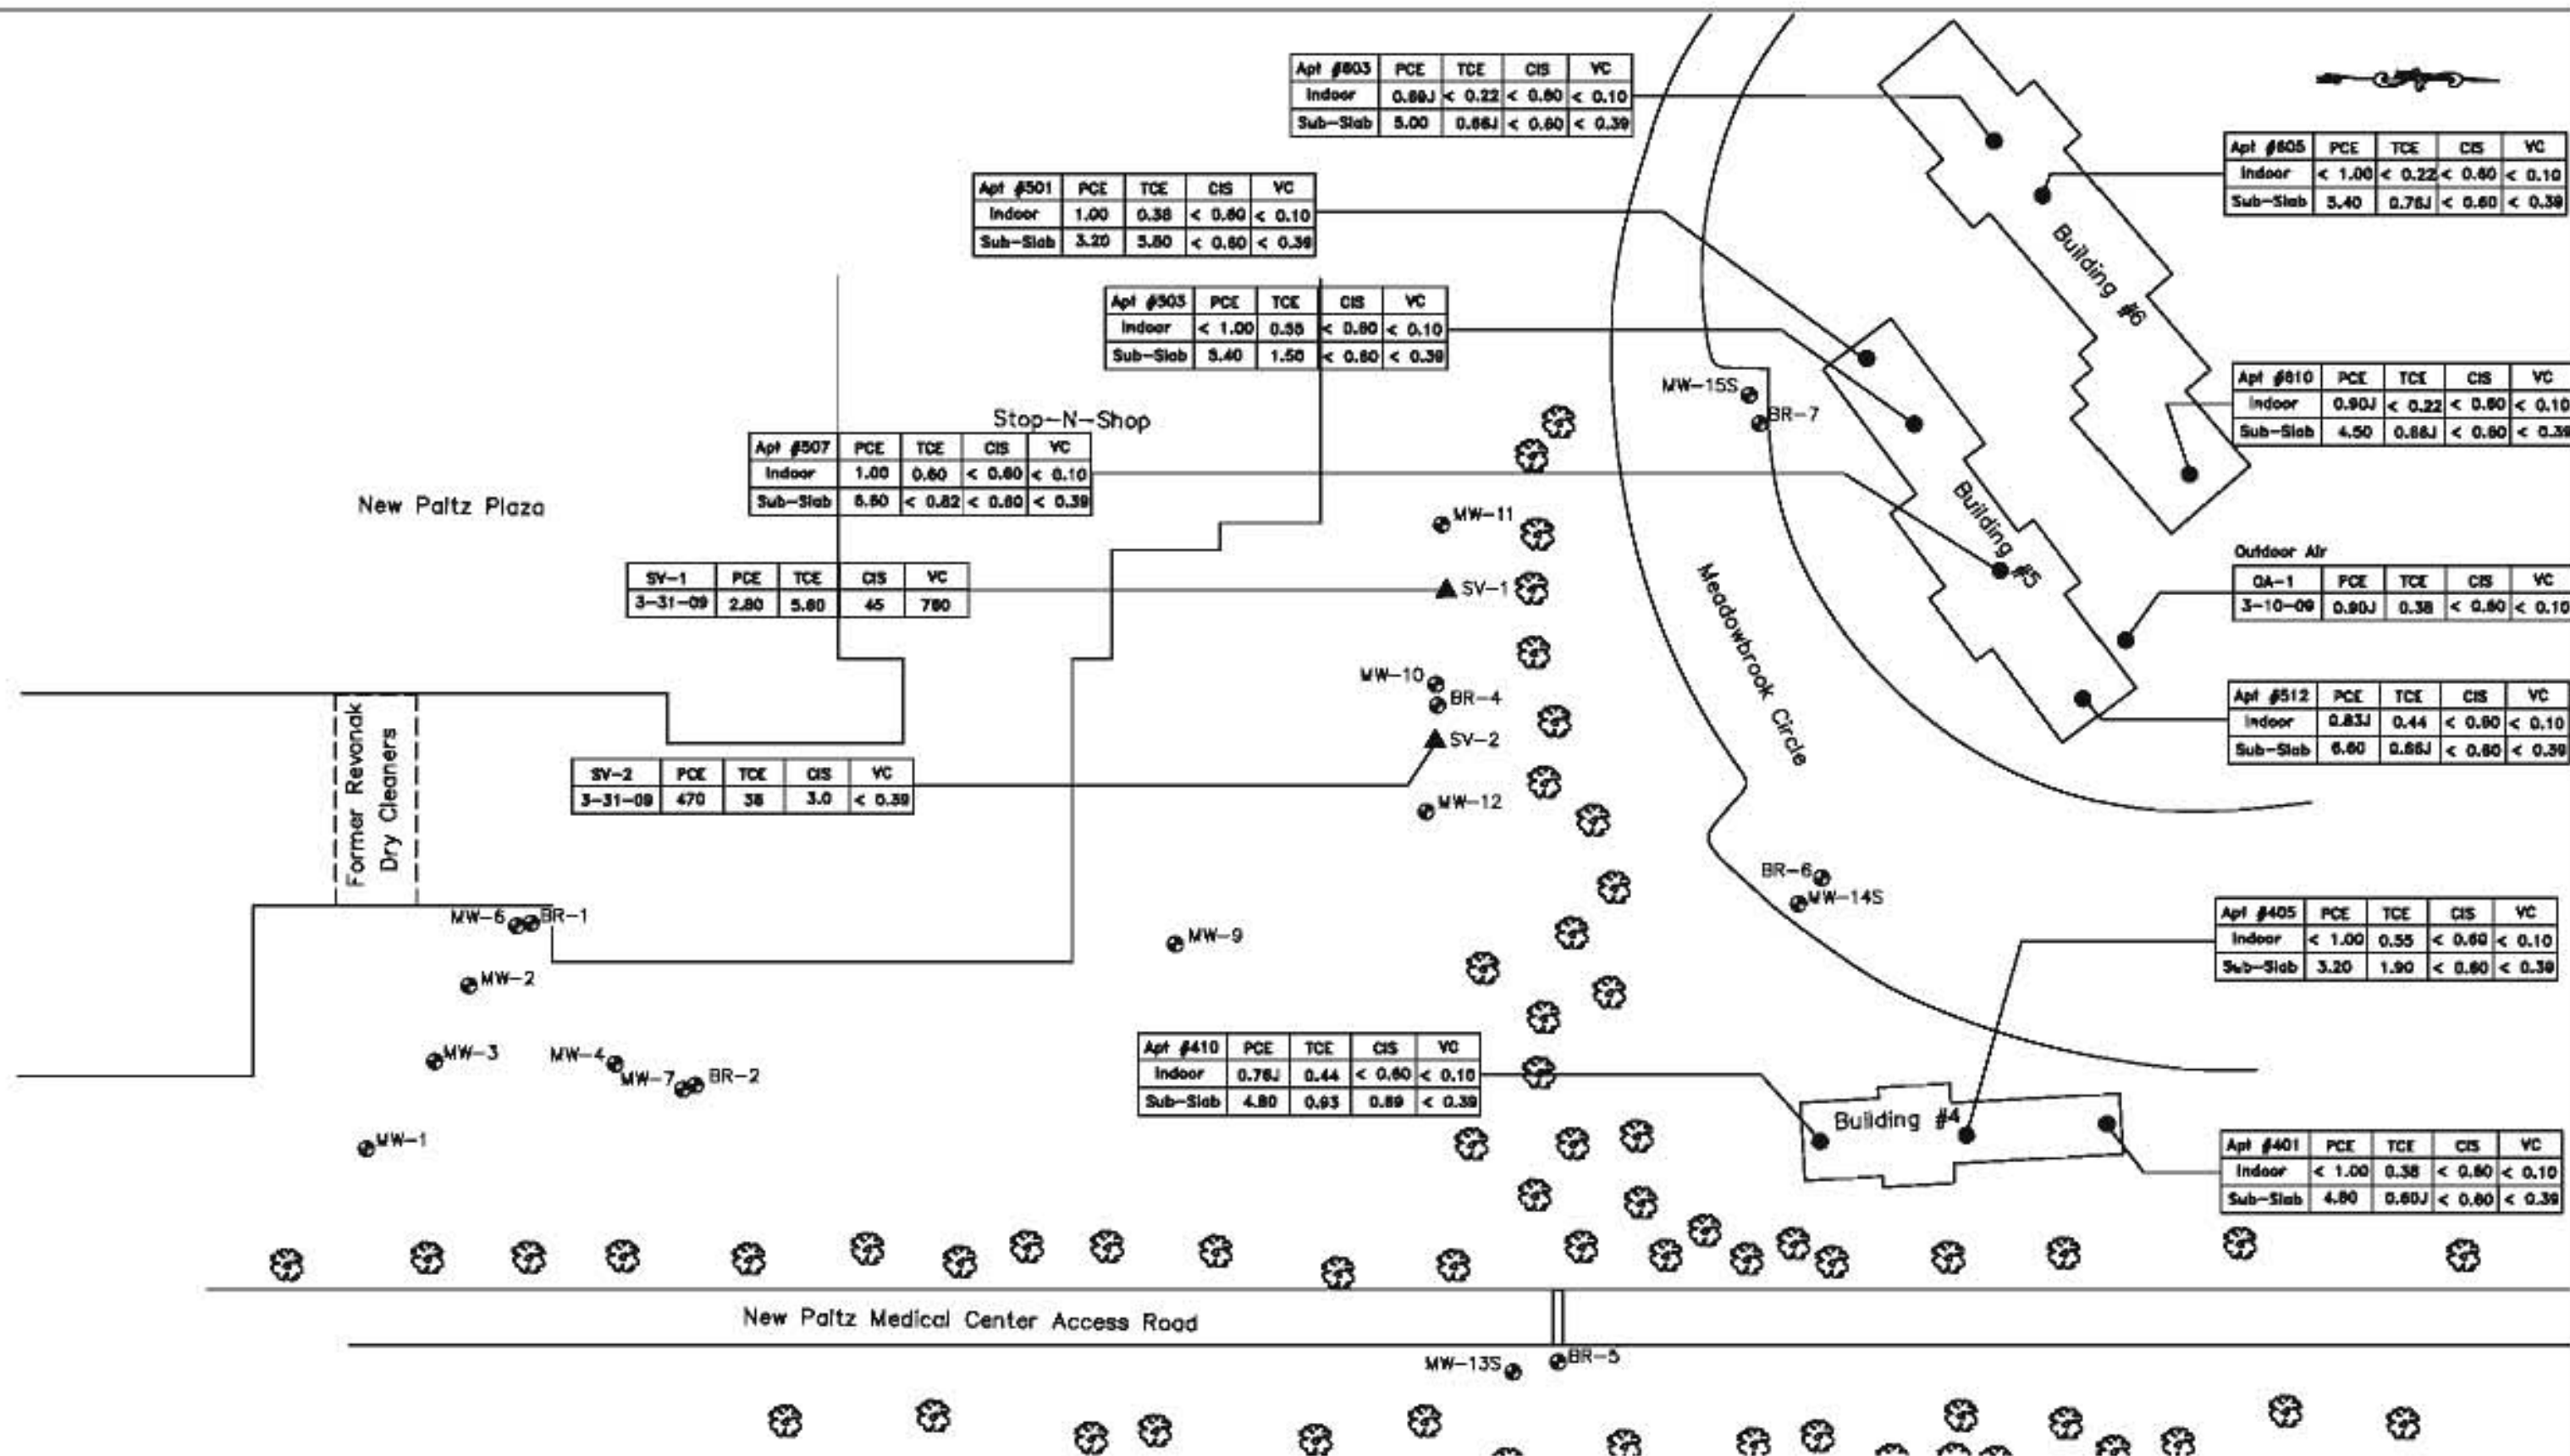 Apt #603 PCE TCE CIS VC
Indoor 0.69J < 0.22 < 0.60 < 0.10
Sub-Slab 5.00 0.66J < 0.60 < 0.39
Apt #605 PCE TCE CIS VC
Indoor < 1.00 < 0.22 < 0.60 < 0.10
Sub-Slab 0.76J < 0.60 < 0.39
Apt #501 PCE TCE CIS VC
Indoor 1.00 0.38 < 0.60 < 0.10
Sub-Slab 3.20 < 0.60 < 0.39
Building #6
Apt #503 PCE TCE CIS VC
Indoor < 1.00 < 0.60 < 0.10
Sub-Slab 1.50 < 0.60 < 0.39
Apt #610 PCE TCE CIS VC
Indoor 0.90J < 0.22 < 0.60 < 0.10
Sub-Slab 4.50 < 0.60 < 0.39
MW-15S
BR-7
Stop-N-Shop
Apt #507 PCE TCE CIS VC
Indoor 1.00 0.60 < 0.60 < 0.10
Sub-Slab < 0.82 < 0.60 < 0.39
New Paltz Plaza
MW-11
Building #5
Outdoor Air
OA-1 PCE TCE CIS VC
3-10-09 0.90J 0.38 < 0.60 < 0.10
SV-1 PCE TCE CIS VC
3-31-09 2.80 5.60 45 760
SV-1
Meadowbrook Circle
MW-10
BR-4
SV-2
Apt #512 PCE TCE CIS VC
Indoor 0.83J 0.44 < 0.60 < 0.10
Sub-Slab 6.60 0.66J < 0.60 < 0.39
Former Revonak
Dry Cleaners
SV-2 PCE TCE CIS VC
3-31-09 470 38 3.0 < 0.39
MW-12
BR-6
MW-14S
MW-6
BR-1
MW-9
Apt #405 PCE TCE CIS VC
Indoor < 1.00 0.55 < 0.60 < 0.10
Sub-Slab 3.20 1.90 < 0.60 < 0.39
MW-2
MW-3
MW-4
MW-7
BR-2
Apt #410 PCE TCE CIS VC
Indoor 0.76J 0.44 < 0.60 < 0.10
Sub-Slab 4.80 0.93 < 0.39
Building #4
MW-1
Apt #401 PCE TCE CIS VC
Indoor < 1.00 0.38 < 0.60 < 0.10
Sub-Slab 0.60J < 0.60 < 0.39
New Paltz Medical Center Access Road
MW-13S
BR-5